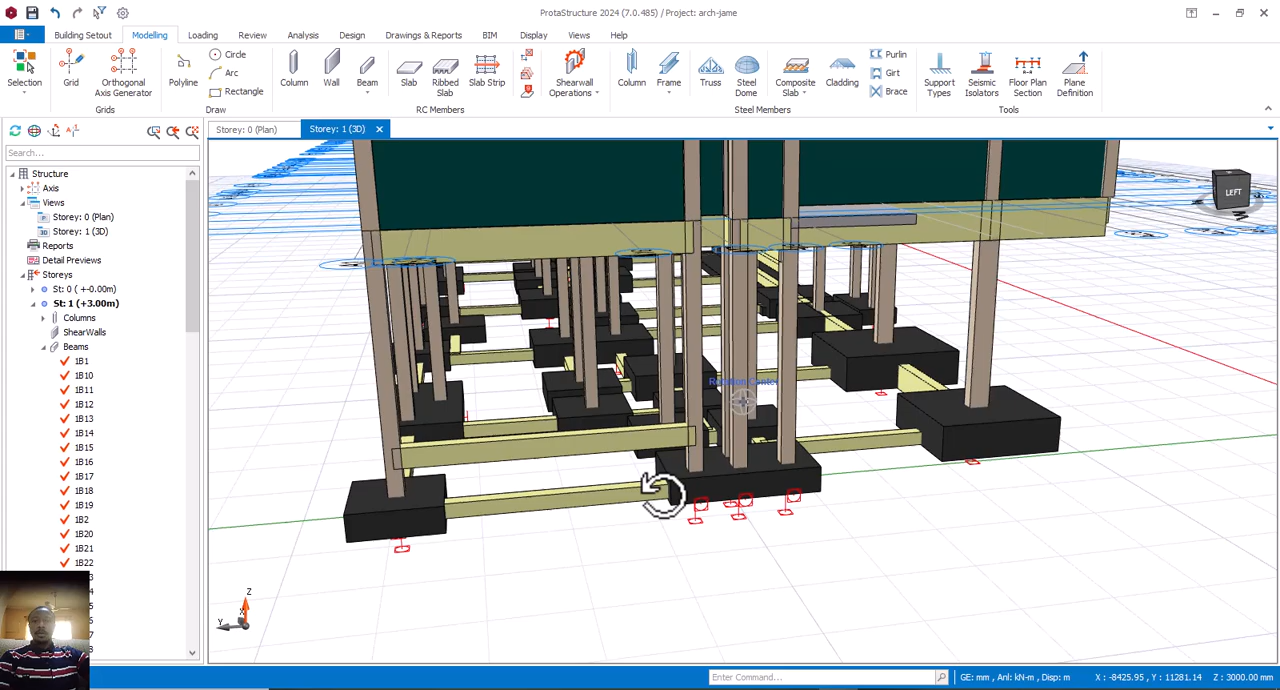 ProtaStructure 2024 (7.0.485) / Project: arch-jame
Building Setout Modelling Loading Review Analysis Design Drawings & Reports BIM Display Views Help
Selection
Grid
Orthogonal Axis Generator
Grids
Polyline
Circle
Arc
Rectangle
Draw
Column
Wall
Beam
Slab
Ribbed Slab
Slab Strip
RC Members
Shearwall Operations
Column
Frame
Truss
Steel Dome
Composite Slab
Cladding
Purlin
Girt
Brace
Steel Members
Support Types
Seismic Isolators
Floor Plan Section
Plane Definition
Tools
Storey: 0 (Plan)
Storey: 1 (3D)
Search...
Structure
Axis
Views
Storey: 0 (Plan)
Storey: 1 (3D)
Reports
Detail Previews
Storeys
St: 0 ( +-0.00m)
St: 1 (+3.00m)
Columns
ShearWalls
Beams
1B1
1B10
1B11
1B12
1B13
1B14
1B15
1B16
1B17
1B18
1B19
1B2
1B20
1B21
1B22
LEFT
Rotation Center
Z
X
Y
Enter Command...
GE: mm , Anl: kN-m , Disp: m
X : -8425.95 , Y : 11281.14
Z : 3000.00 mm